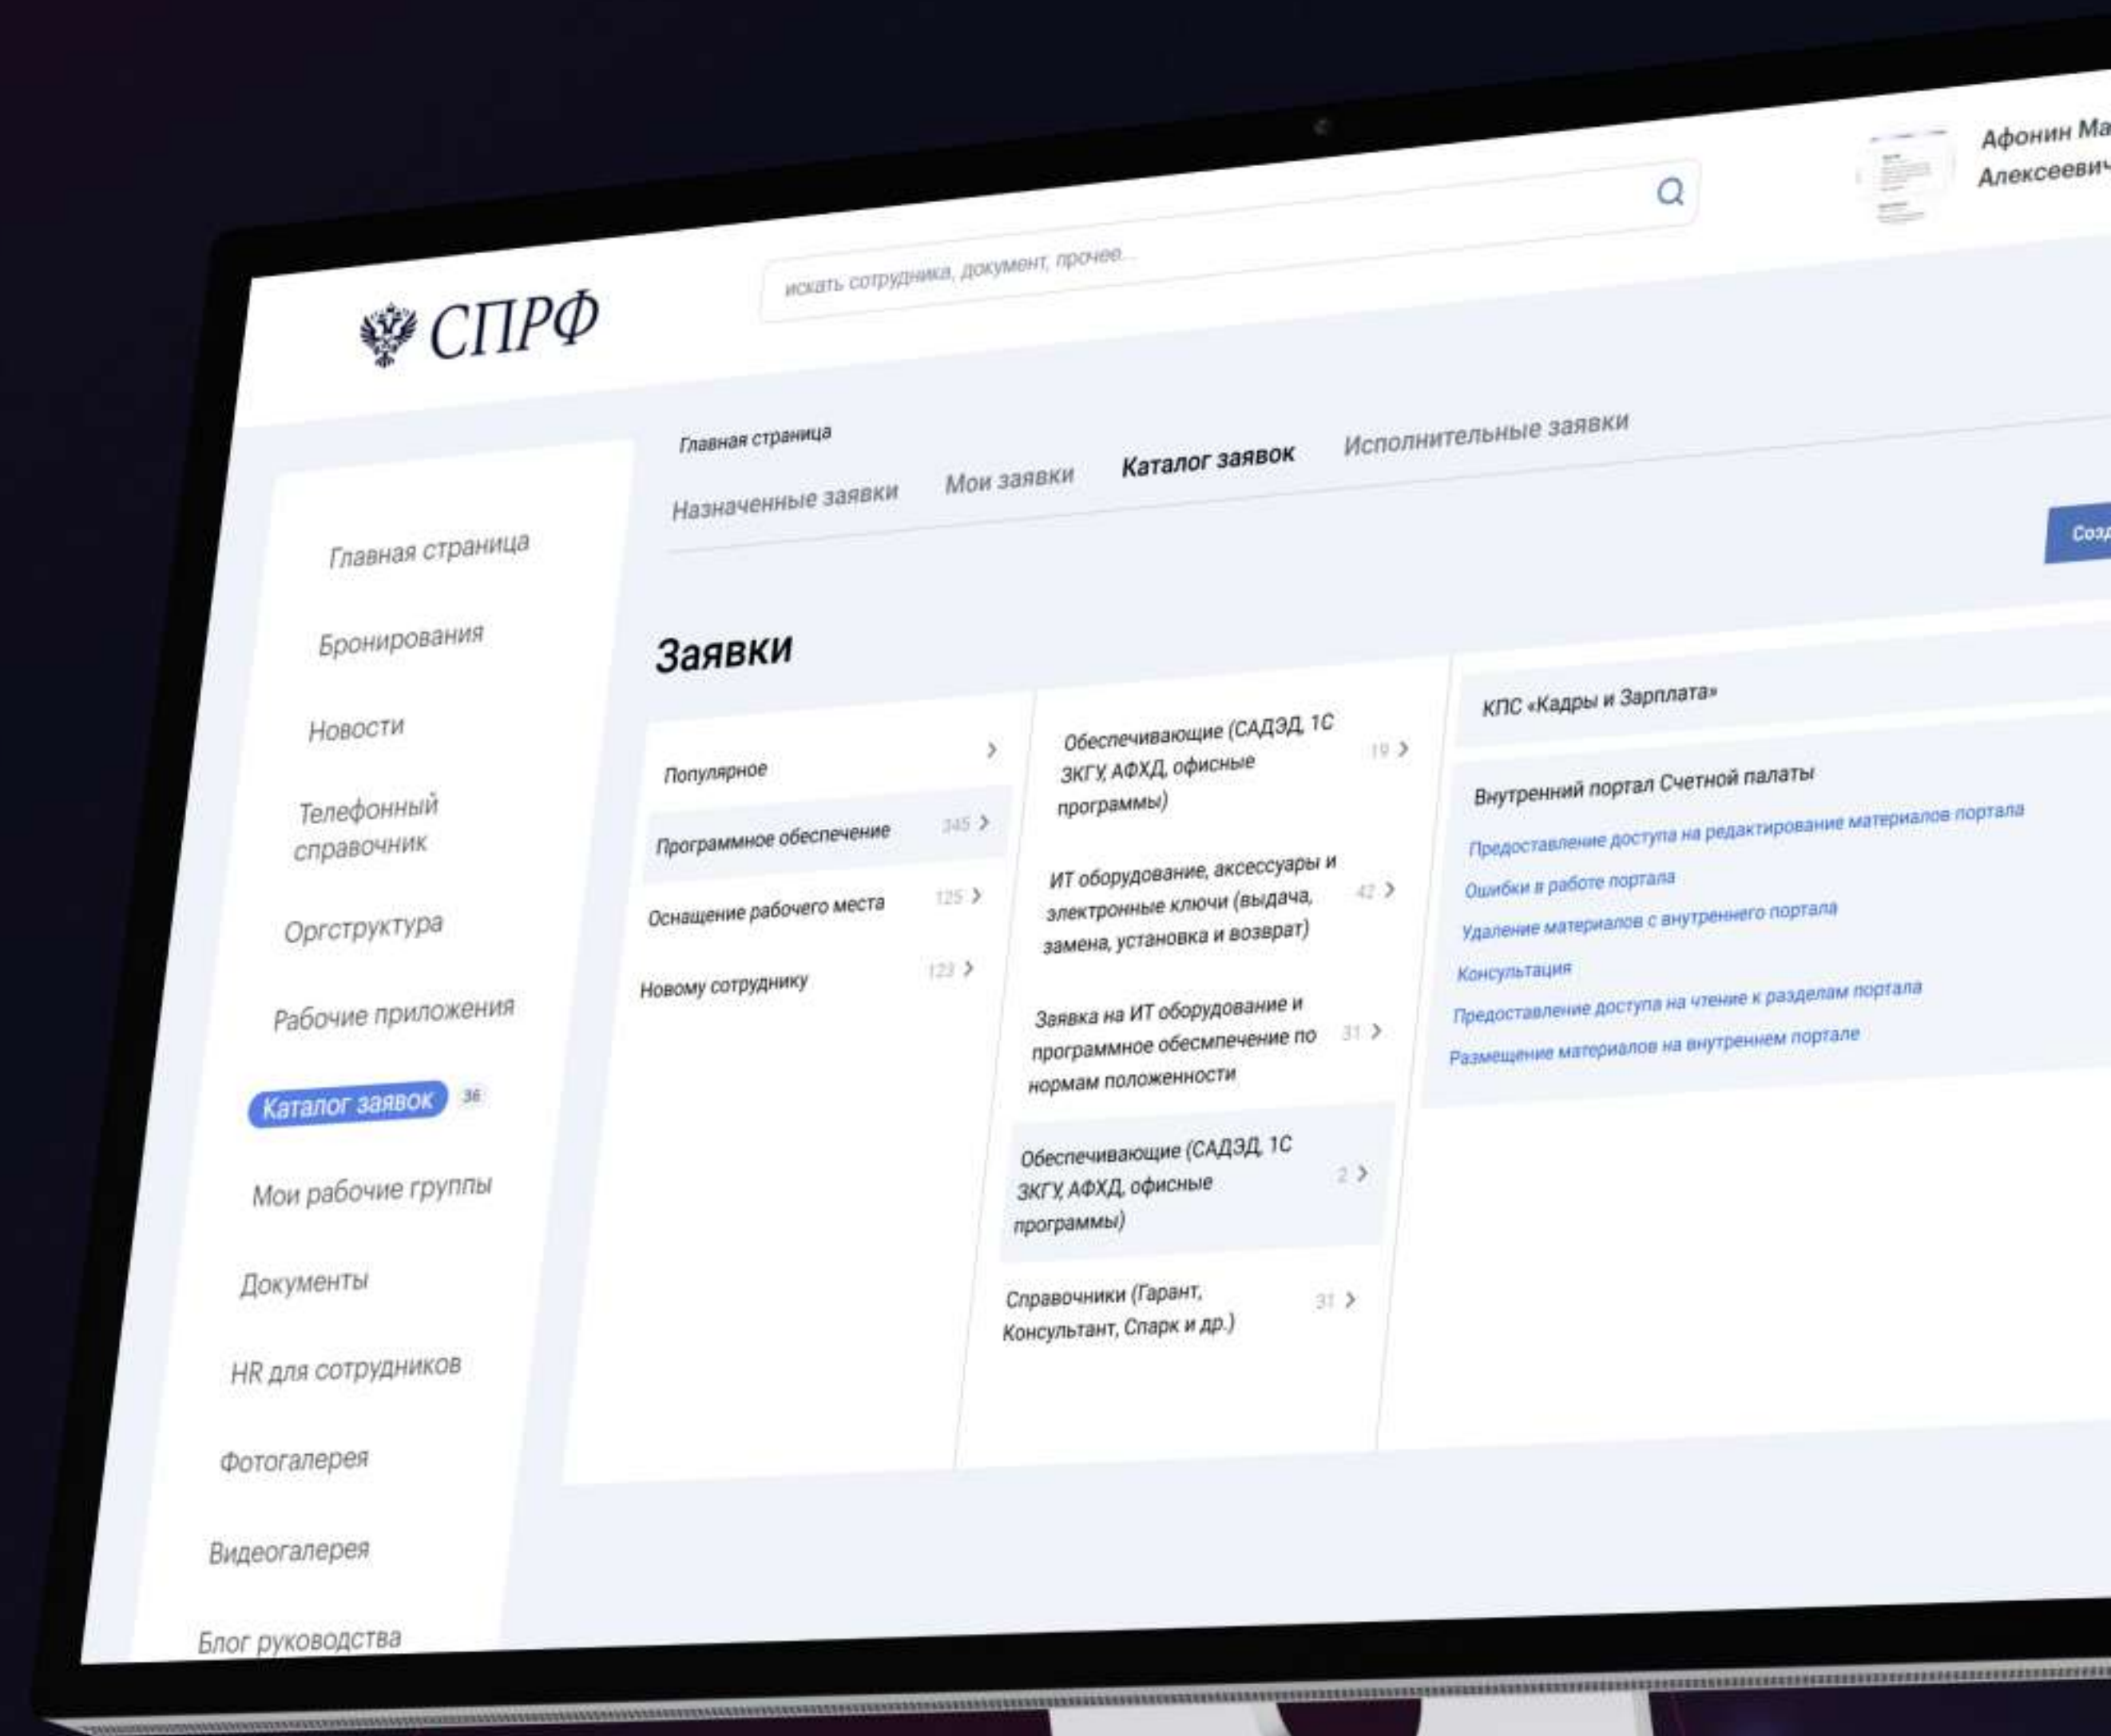 СПРФ
искать сотрудника, документ, прочее...
Афонин Ма
Алексеевич
Главная страница
Назначенные заявки Мои заявки Каталог заявок Исполнительные заявки
Созд
Главная страница
Бронирования
Новости
Телефонный
справочник
Оргструктура
Рабочие приложения
Каталог заявок 36
Мои рабочие группы
Документы
HR для сотрудников
Фотогалерея
Видеогалерея
Блог руководства
Заявки
Популярное
Программное обеспечение 345
Оснащение рабочего места 125
Новому сотруднику 123
Обеспечивающие (САДЭД, 1С
ЗКГУ, АФХД, офисные
программы)
19
ИТ оборудование, аксессуары и
электронные ключи (выдача,
замена, установка и возврат)
42
Заявка на ИТ оборудование и
программное обесмпечение по
нормам положенности
31
Обеспечивающие (САДЭД, 1С
ЗКГУ, АФХД, офисные
программы)
2
Справочники (Гарант,
Консультант, Спарк и др.)
31
КПС «Кадры и Зарплата»
Внутренний портал Счетной палаты
Предоставление доступа на редактирование материалов портала
Ошибки в работе портала
Удаление материалов с внутреннего портала
Консультация
Предоставление доступа на чтение к разделам портала
Размещение материалов на внутреннем портале